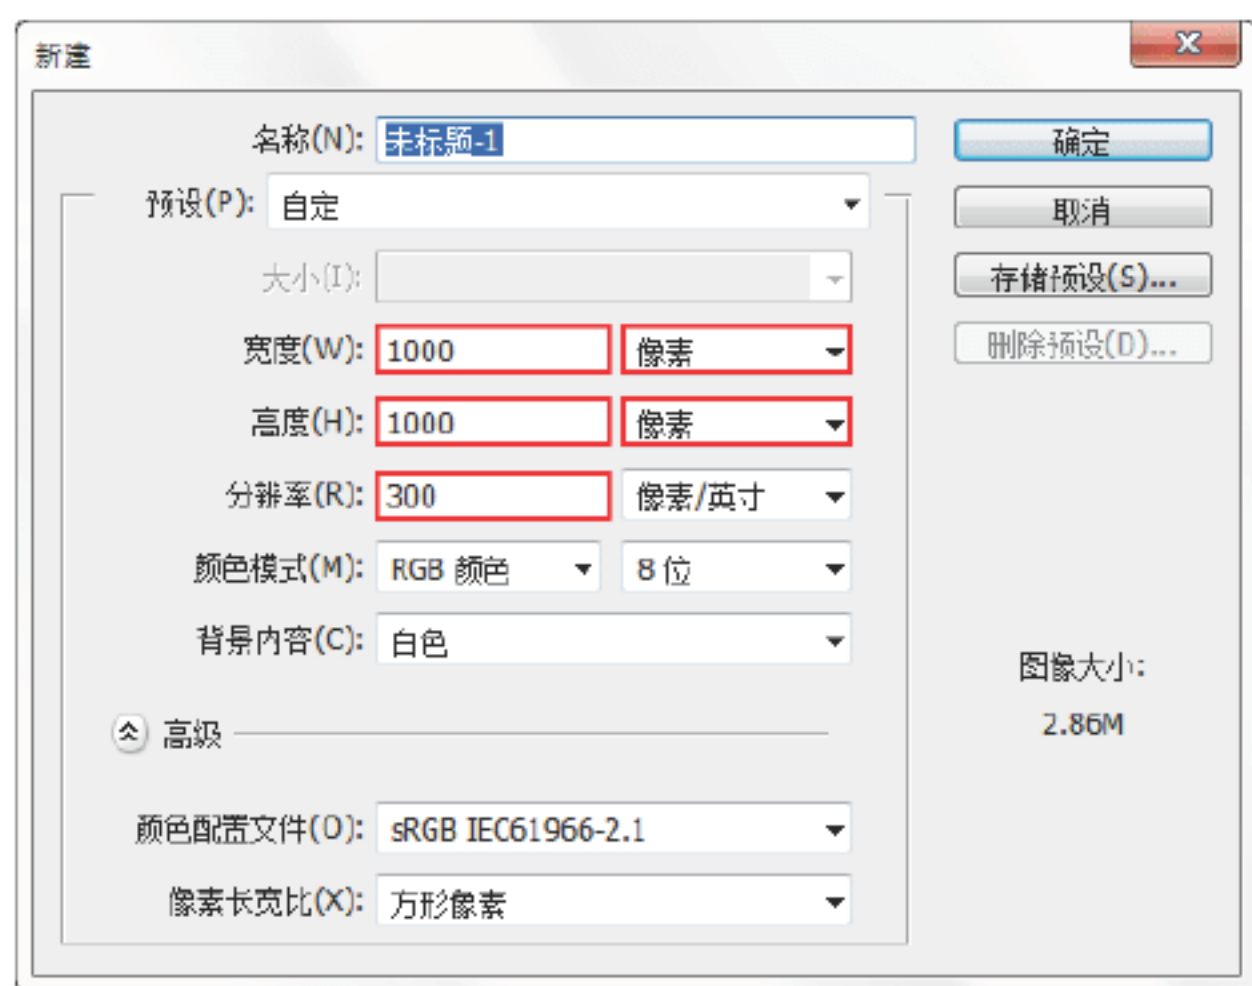 新建
名称(N): 未标题-1
确定
预设(P): 自定
取消
大小(I):
存储预设(S)...
宽度(W): 1000 像素
删除预设(D)...
高度(H): 1000 像素
分辨率(R): 300 像素/英寸
颜色模式(M): RGB 颜色 8 位
背景内容(C): 白色
图像大小:
2.86M
高级
颜色配置文件(O): sRGB IEC61966-2.1
像素长宽比(X): 方形像素